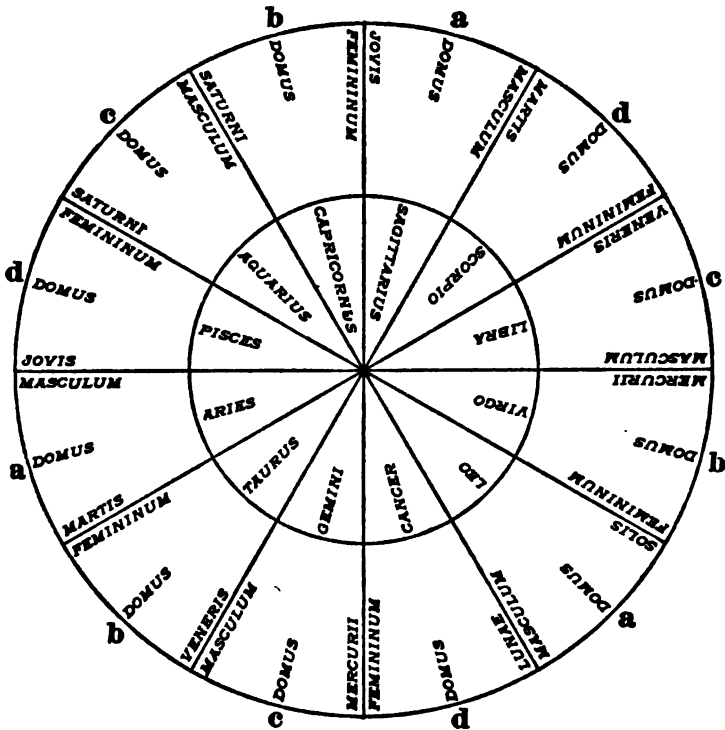 a
MASCULUM
DOMUS
MARTIS
ARIES
b
FEMININUM
DOMUS
VENERIS
TAURUS
c
MASCULUM
DOMUS
MERCURII
GEMINI
d
FEMININUM
DOMUS
LUNAE
CANCER
a
MASCULUM
DOMUS
SOLIS
LEO
b
FEMININUM
DOMUS
MERCURII
VIRGO
c
MASCULUM
DOMUS
VENERIS
LIBRA
d
FEMININUM
DOMUS
MARTIS
SCORPIO
a
MASCULUM
DOMUS
JOVIS
SAGITTARIUS
b
FEMININUM
DOMUS
SATURNI
CAPRICORNUS
c
MASCULUM
DOMUS
SATURNI
AQUARIUS
d
FEMININUM
DOMUS
JOVIS
PISCES